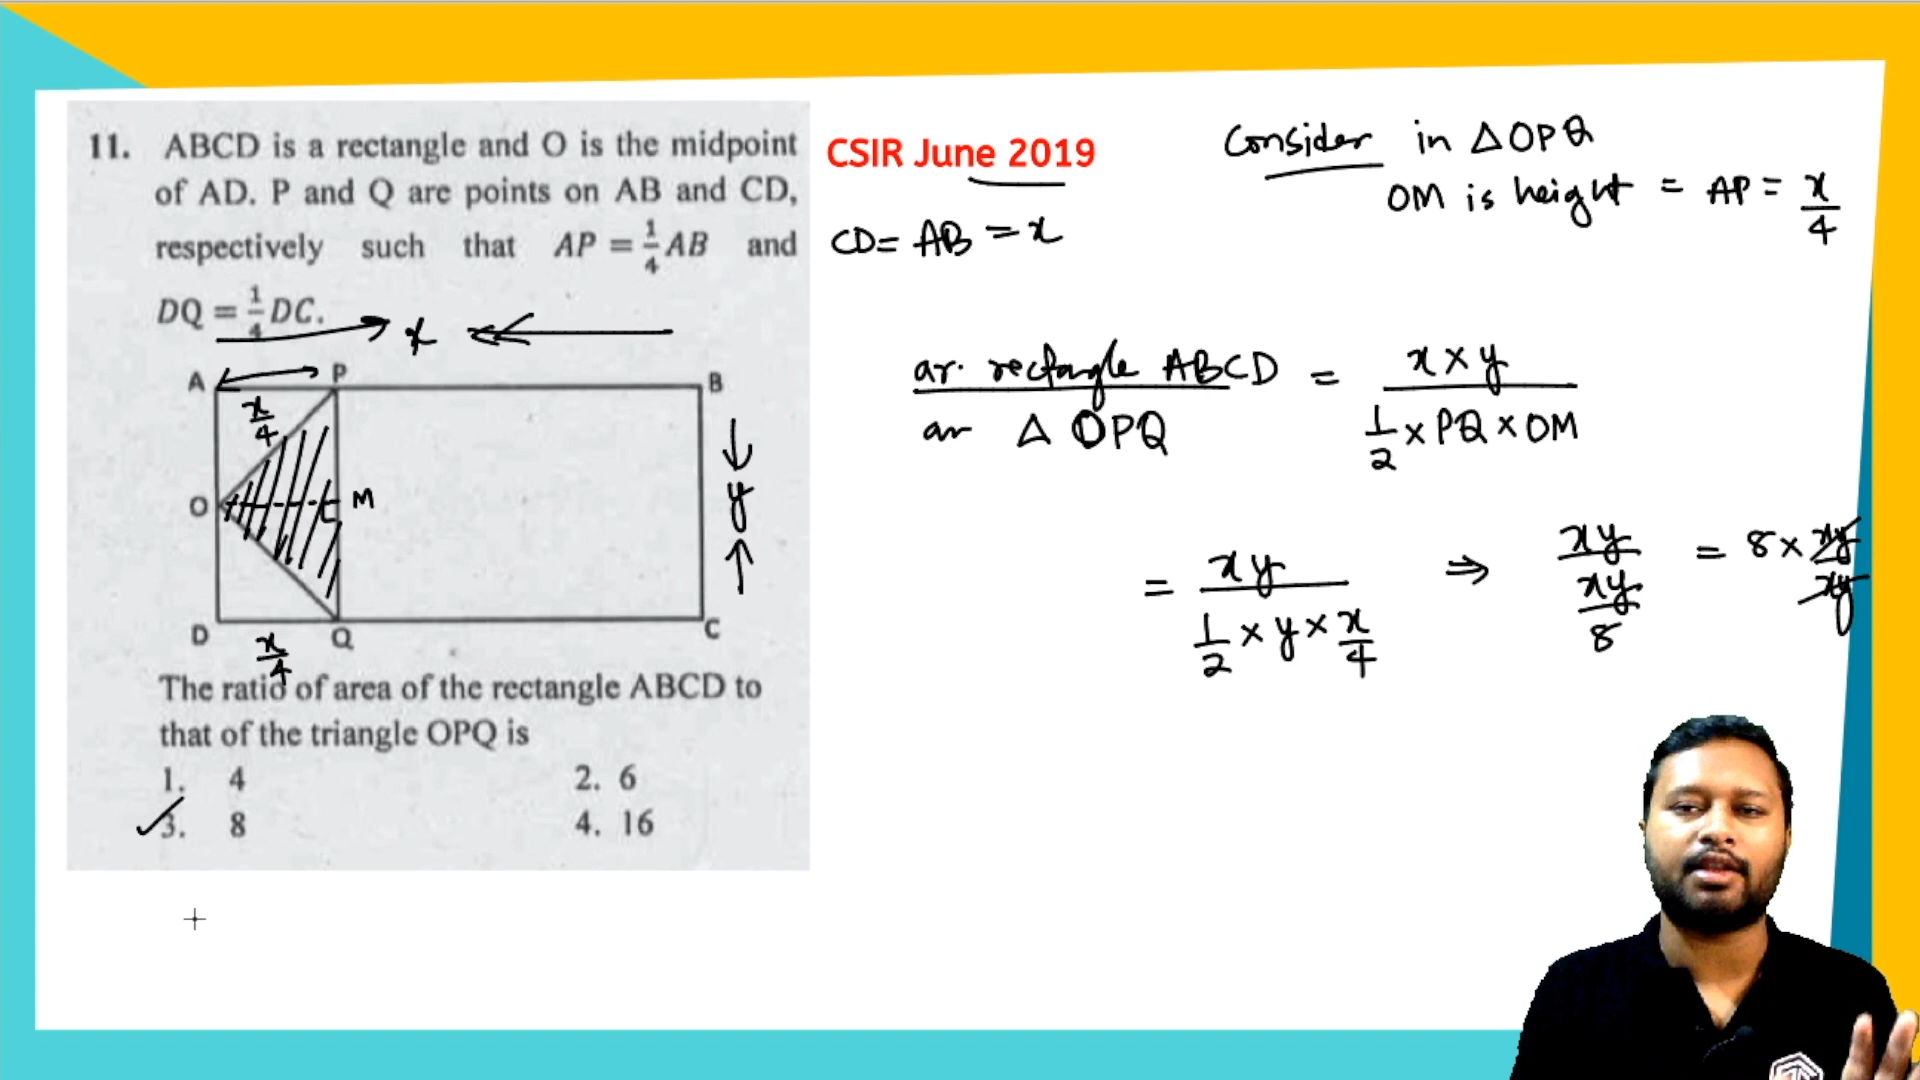 11. ABCD is a rectangle and O is the midpoint
of AD. P and Q are points on AB and CD,
respectively such that AP = 1/4 AB and
DQ = 1/4 DC.
x
A P B
x/4
O M
y
D Q C
x/4
The ratio of area of the rectangle ABCD to
that of the triangle OPQ is
1. 4 2. 6
3. 8 4. 16
CSIR June 2019
CD = AB = x
Consider in △OPQ
OM is height = AP = x/4
ar. rectangle ABCD / ar △ OPQ = x × y / 1/2 × PQ × OM
= xy / 1/2 × y × x/4 ⇒ xy / xy/8 = 8 × xy/xy